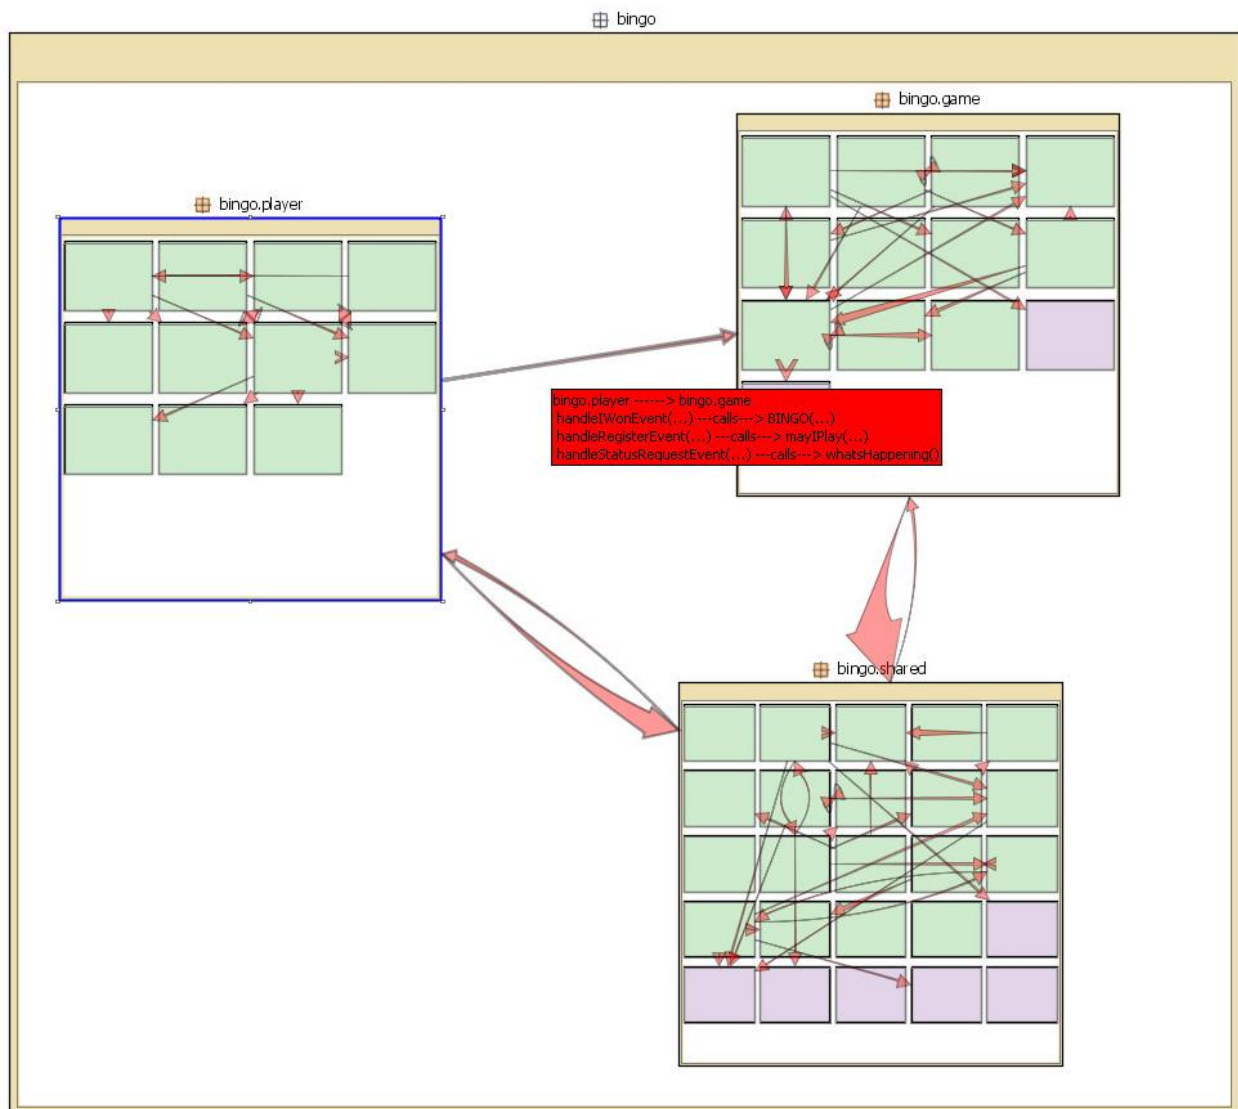 bingo
bingo.game
bingo.player
bingo.player ------> bingo.game
handleIWonEvent(...) ---calls---> BINGO(...)
handleRegisterEvent(...) ---calls---> mayIPlay(...)
handleStatusRequestEvent(...) ---calls---> whatsHappening()
bingo.shared